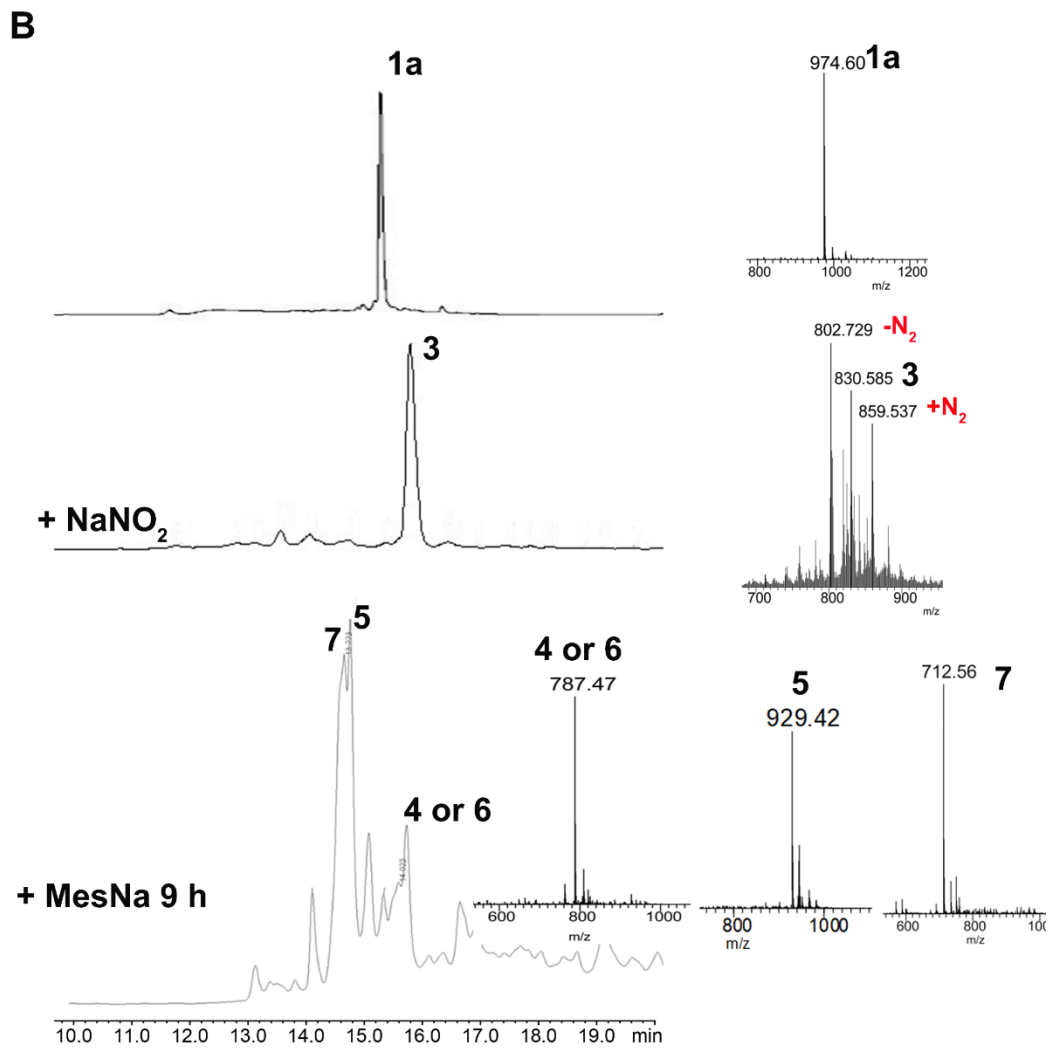 B
1a
974.60 1a
800 1000 1200
m/z
3
802.729 -N2
830.585 3
859.537 +N2
+ NaNO2
700 800 900
m/z
7 5
4 or 6
787.47
5
929.42
712.56 7
4 or 6
+ MesNa 9 h
600 800 1000
m/z
800 1000
m/z
600 800 100
m/z
10.0 11.0 12.0 13.0 14.0 15.0 16.0 17.0 18.0 19.0 min